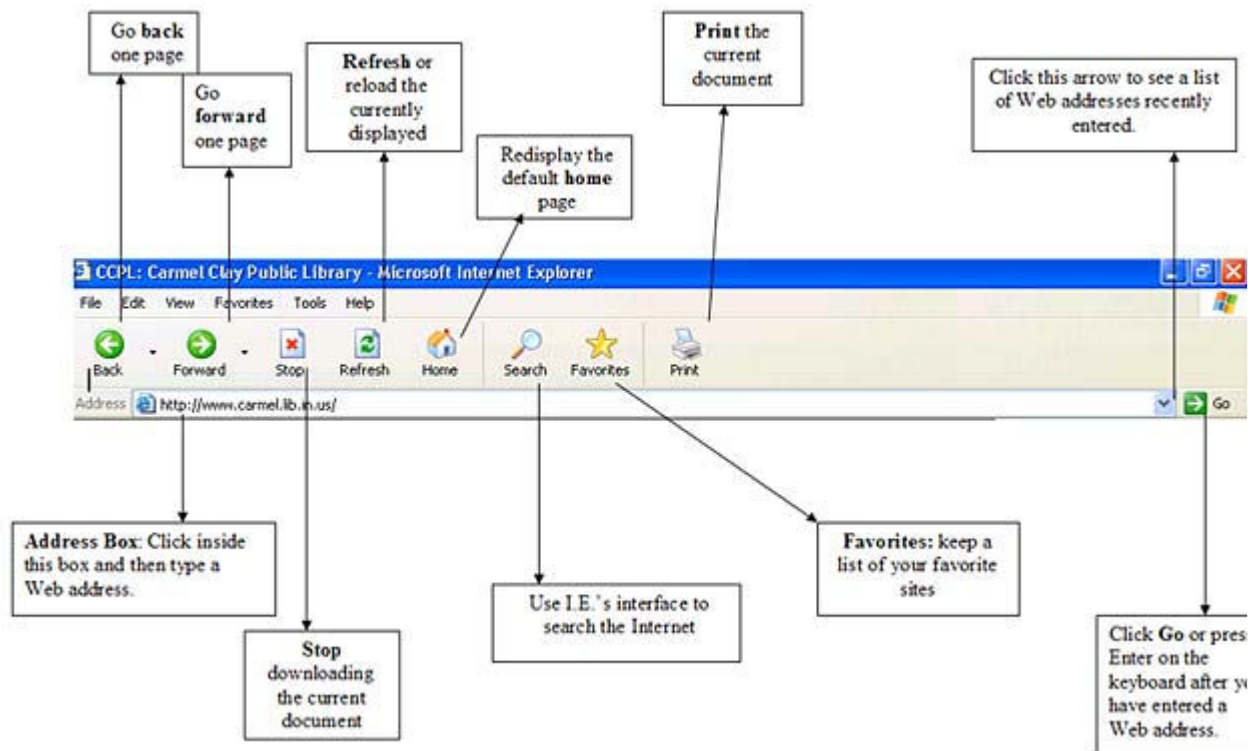 Go back
one page
Go
forward
one page
Refresh or
reload the
currently
displayed
Redisplay the
default home
page
Print the
current
document
Click this arrow to see a list
of Web addresses recently
entered.
CCPL: Carmel Clay Public Library - Microsoft Internet Explorer
File Edit View Favorites Tools Help
Back Forward Stop Refresh Home Search Favorites Print
Address http://www.carmel.lib.in.us/ Go
Address Box: Click inside
this box and then type a
Web address.
Stop
downloading
the current
document
Use I.E.'s interface to
search the Internet
Favorites: keep a
list of your favorite
sites
Click Go or pres
Enter on the
keyboard after y
have entered a
Web address.